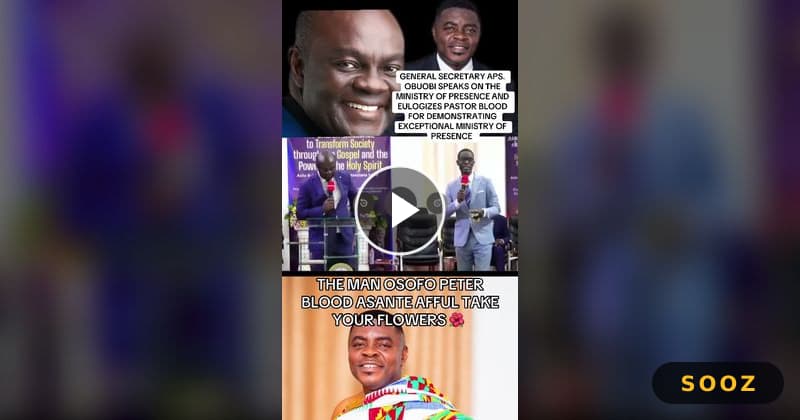 GENERAL SECRETARY APS.
OBUOBI SPEAKS ON THE
MINISTRY OF PRESENCE AND
EULOGIZES PASTOR BLOOD
FOR DEMONSTRATING
EXCEPTIONAL MINISTRY OF
PRESENCE
to Transform Society
through the Gospel and the
the Holy Spirit
THE MAN OSOFO PETER
BLOOD ASANTE AFFUL TAKE
YOUR FLOWERS 🌺
SOOZ